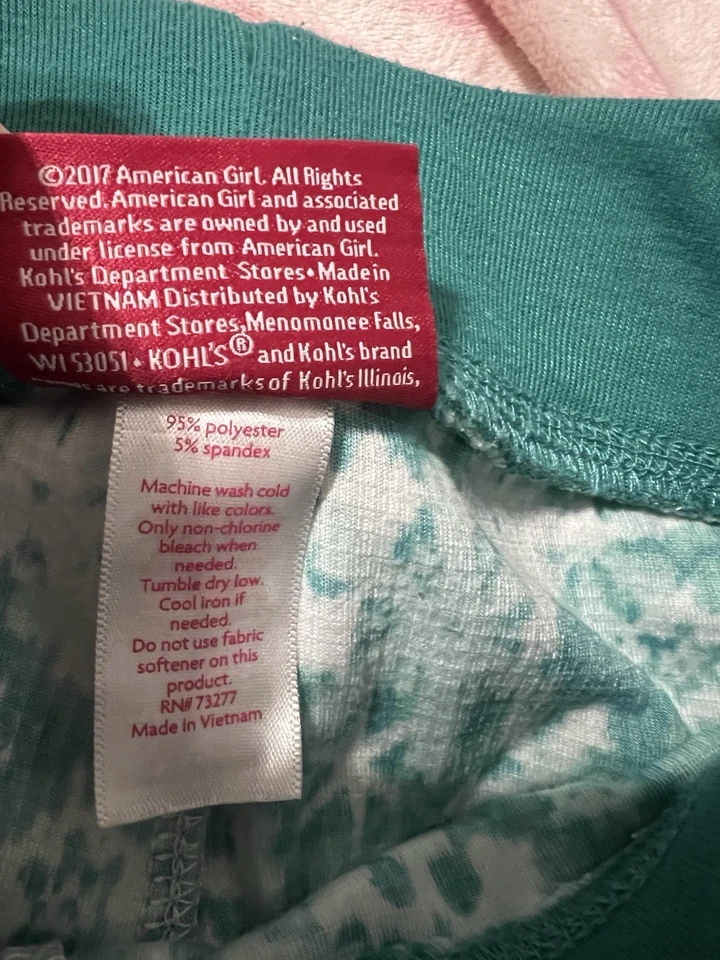 ©2017 American Girl. All Rights
Reserved. American Girl and associated
trademarks are owned by and used
under license from American Girl.
Kohl's Department Stores•Made in
VIETNAM Distributed by Kohl's
Department Stores,Menomonee Falls,
WI 53051• KOHL'S® and Kohl's brand
are trademarks of Kohl's Illinois,
95% polyester
5% spandex
Machine wash cold
with like colors.
Only non-chlorine
bleach when
needed.
Tumble dry low.
Cool iron if
needed.
Do not use fabric
softener on this
product.
RN# 73277
Made In Vietnam